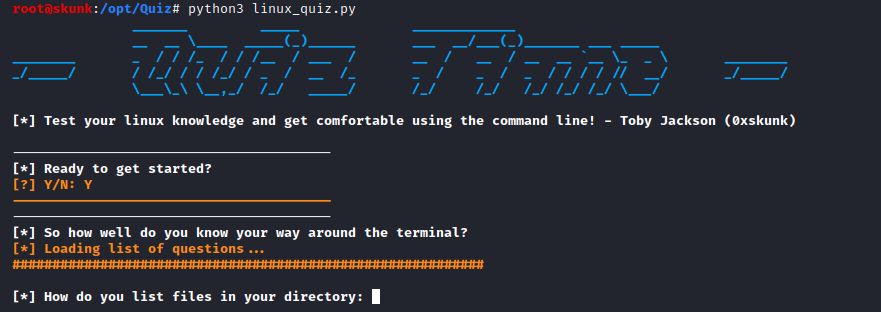 root@skunk:/opt/Quiz# python3 linux_quiz.py
- Quiz Time -
[*] Test your linux knowledge and get comfortable using the command line! - Toby Jackson (0xskunk)
[*] Ready to get started?
[?] Y/N: Y
[*] So how well do you know your way around the terminal?
[*] Loading list of questions...
###########################################################
[*] How do you list files in your directory: